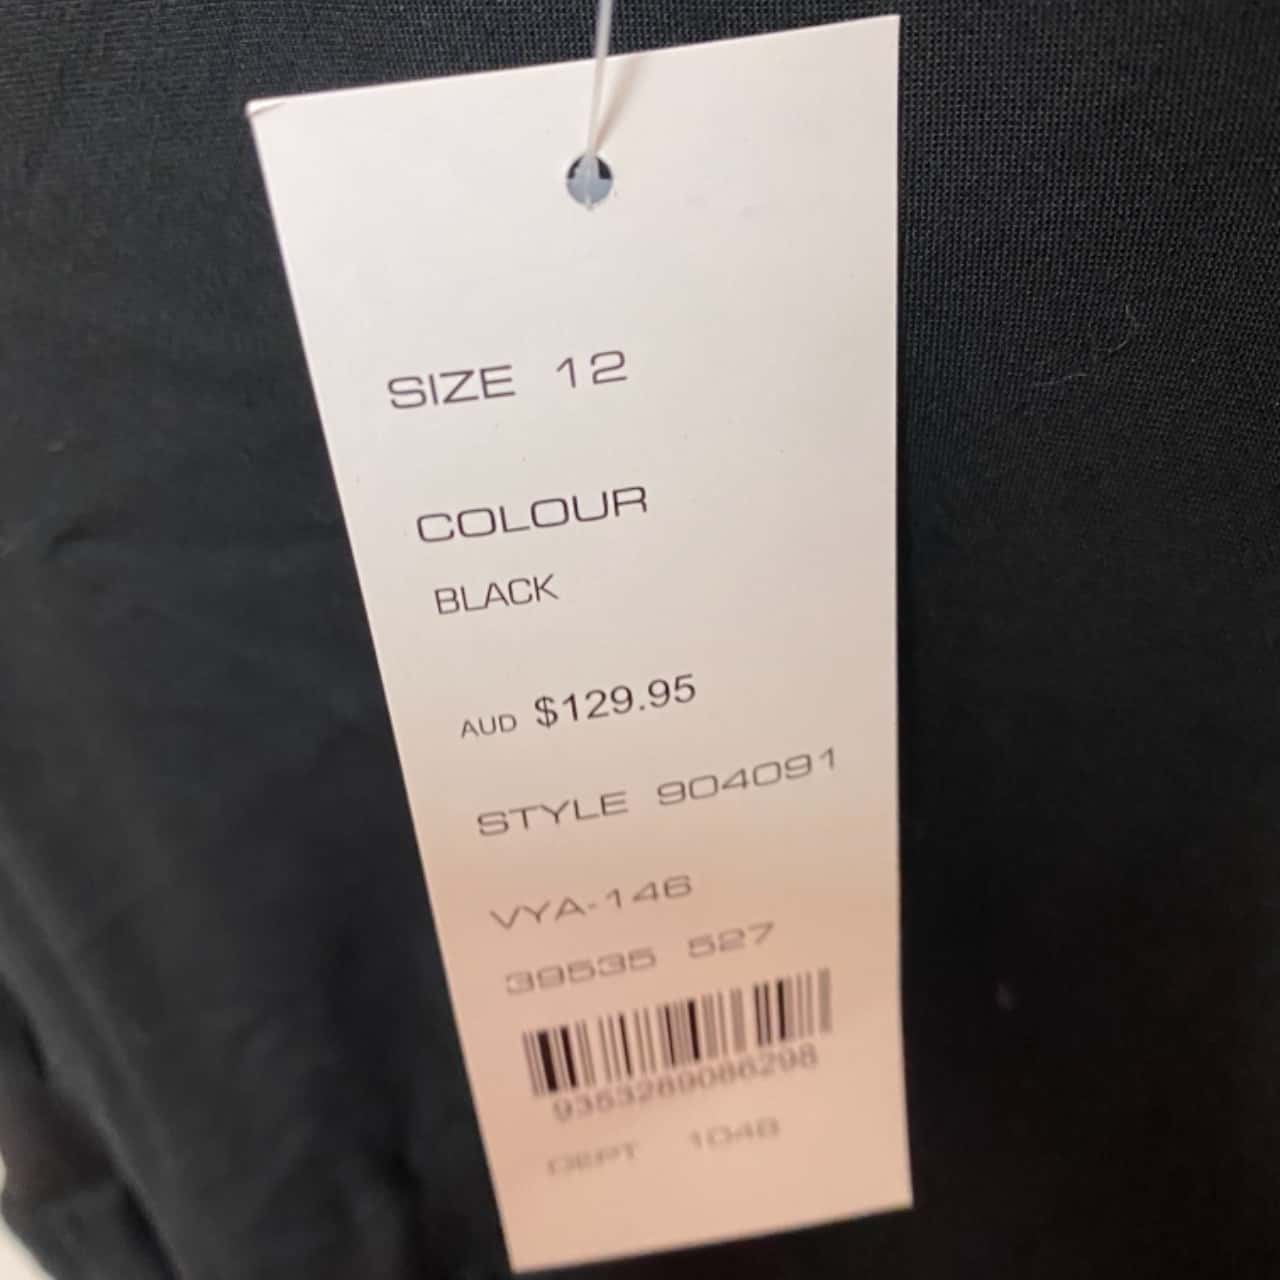 SIZE 12
COLOUR
BLACK
AUD $129.95
STYLE 904091
VYA-146
39535 527
9353289086298
DEPT 1048